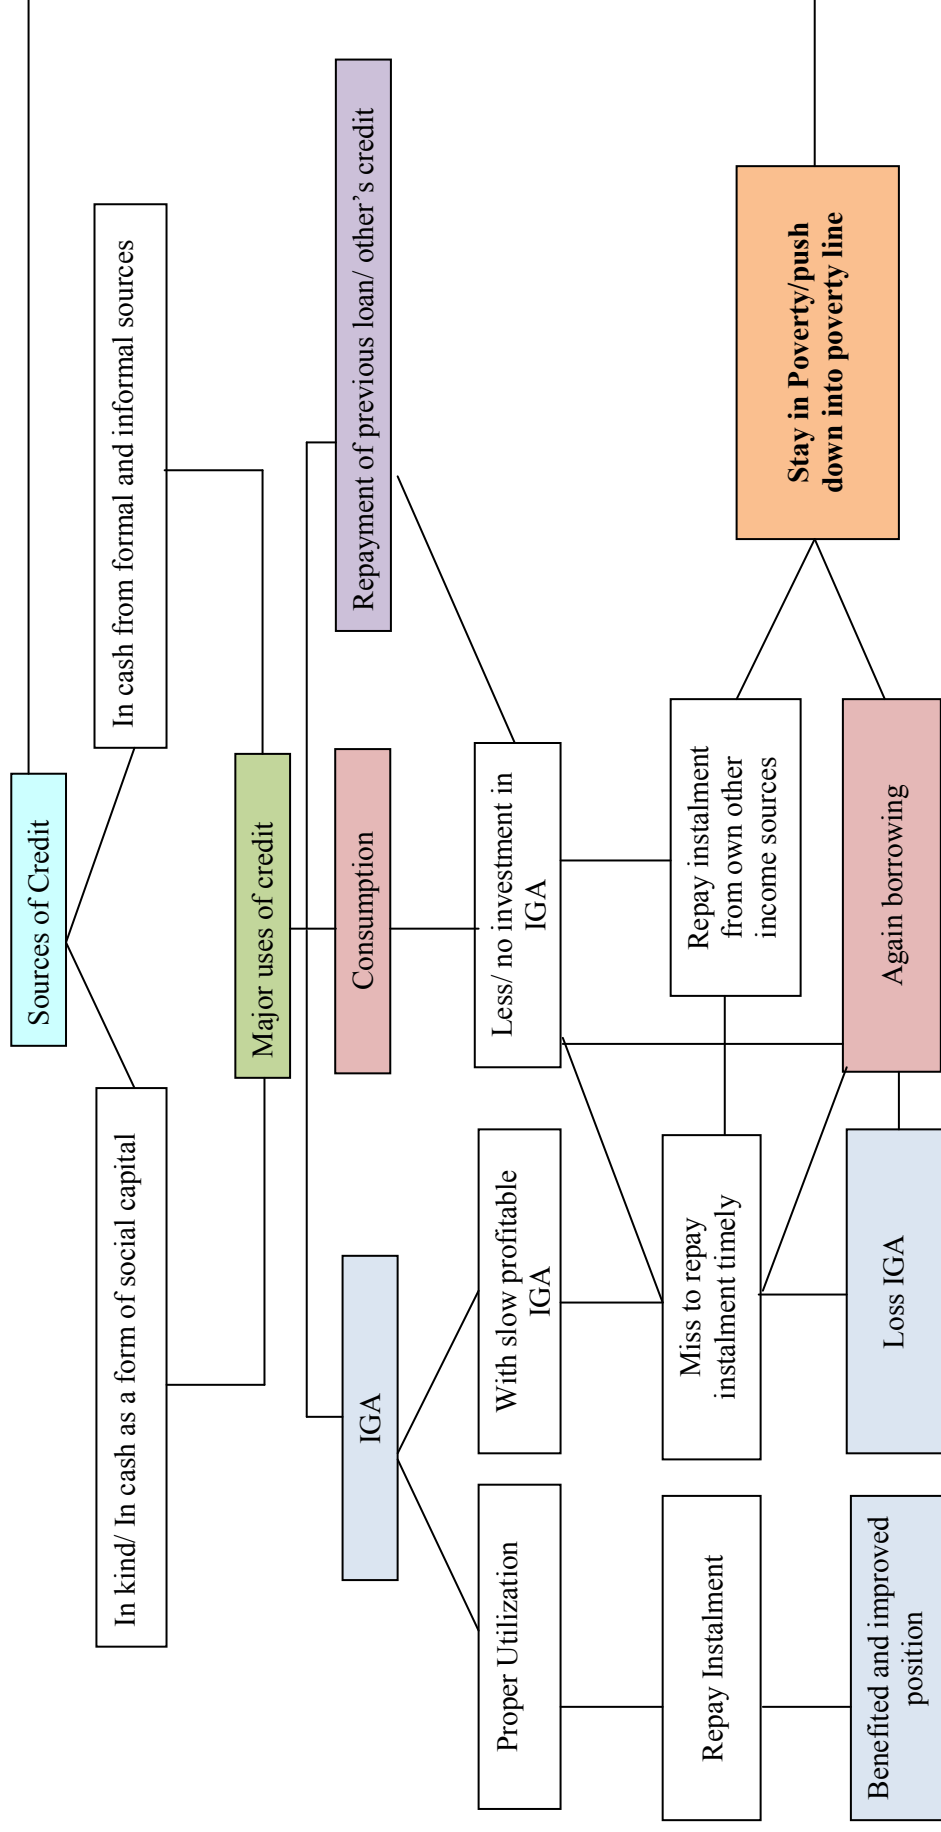 Sources of Credit
In kind/ In cash as a form of social capital
In cash from formal and informal sources
Major uses of credit
IGA
Consumption
Repayment of previous loan/ other’s credit
Proper Utilization
With slow profitable
IGA
Less/ no investment in
IGA
Repay Instalment
Miss to repay
instalment timely
Repay instalment
from own other
income sources
Stay in Poverty/push
down into poverty line
Benefited and improved
position
Loss IGA
Again borrowing